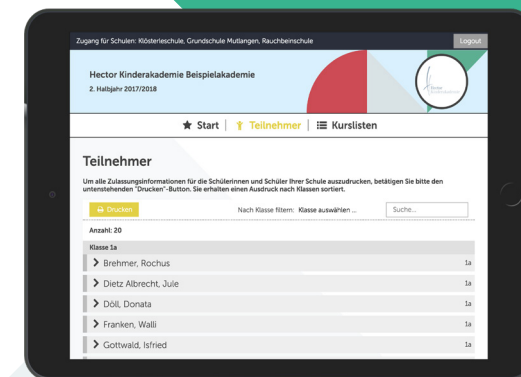 Zugang für Schulen: Klösterleschule, Grundschule Mutlangen, Rauchbeinschule
Logout
Hector Kinderakademie Beispielakademie
2. Halbjahr 2017/2018
Start
Teilnehmer
Kurslisten
Teilnehmer
Um alle Zulassungsinformationen für die Schülerinnen und Schüler Ihrer Schule auszudrucken, betätigen Sie bitte den
untenstehenden "Drucken"-Button. Sie erhalten einen Ausdruck nach Klassen sortiert.
Drucken
Nach Klasse filtern: Klasse auswählen ...
Suche...
Anzahl: 20
Klasse 1a
Brehmer, Rochus 1a
Dietz Albrecht, Jule 1a
Döll, Donata 1a
Franken, Walli 1a
Gottwald, Isfried 1a